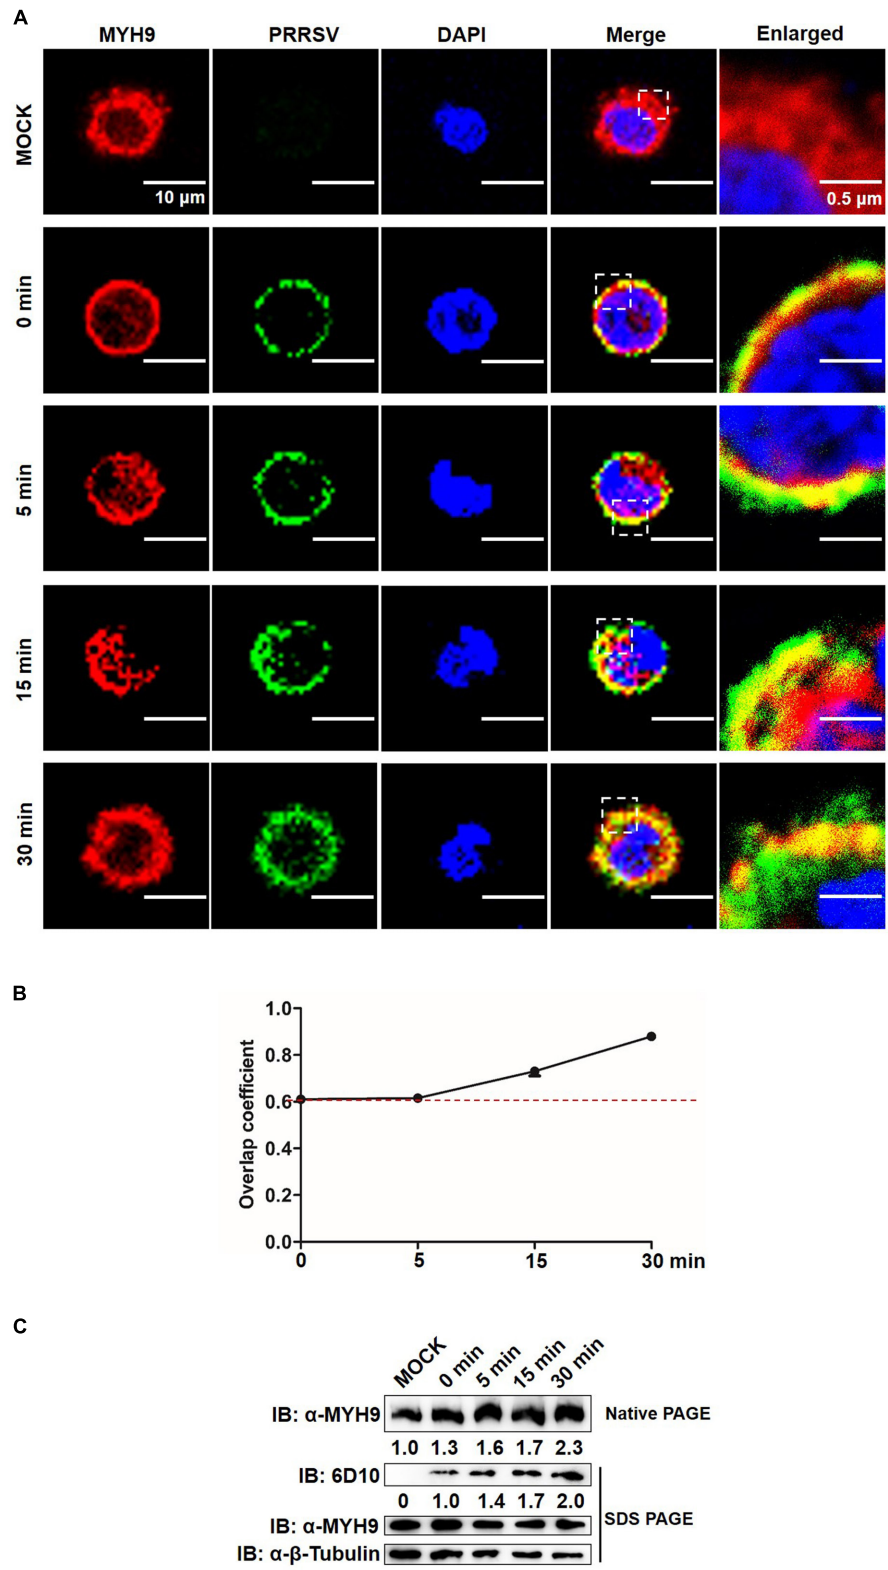 A
MYH9 PRRSV DAPI Merge Enlarged
MOCK
10 µm
0.5 µm
0 min
5 min
15 min
30 min
B
Overlap coefficient
1.0
0.8
0.6
0.4
0.2
0.0
0 5 15 30 min
C
MOCK 0 min 5 min 15 min 30 min
IB: α-MYH9 Native PAGE
1.0 1.3 1.6 1.7 2.3
IB: 6D10
0 1.0 1.4 1.7 2.0
SDS PAGE
IB: α-MYH9
IB: α-β-Tubulin